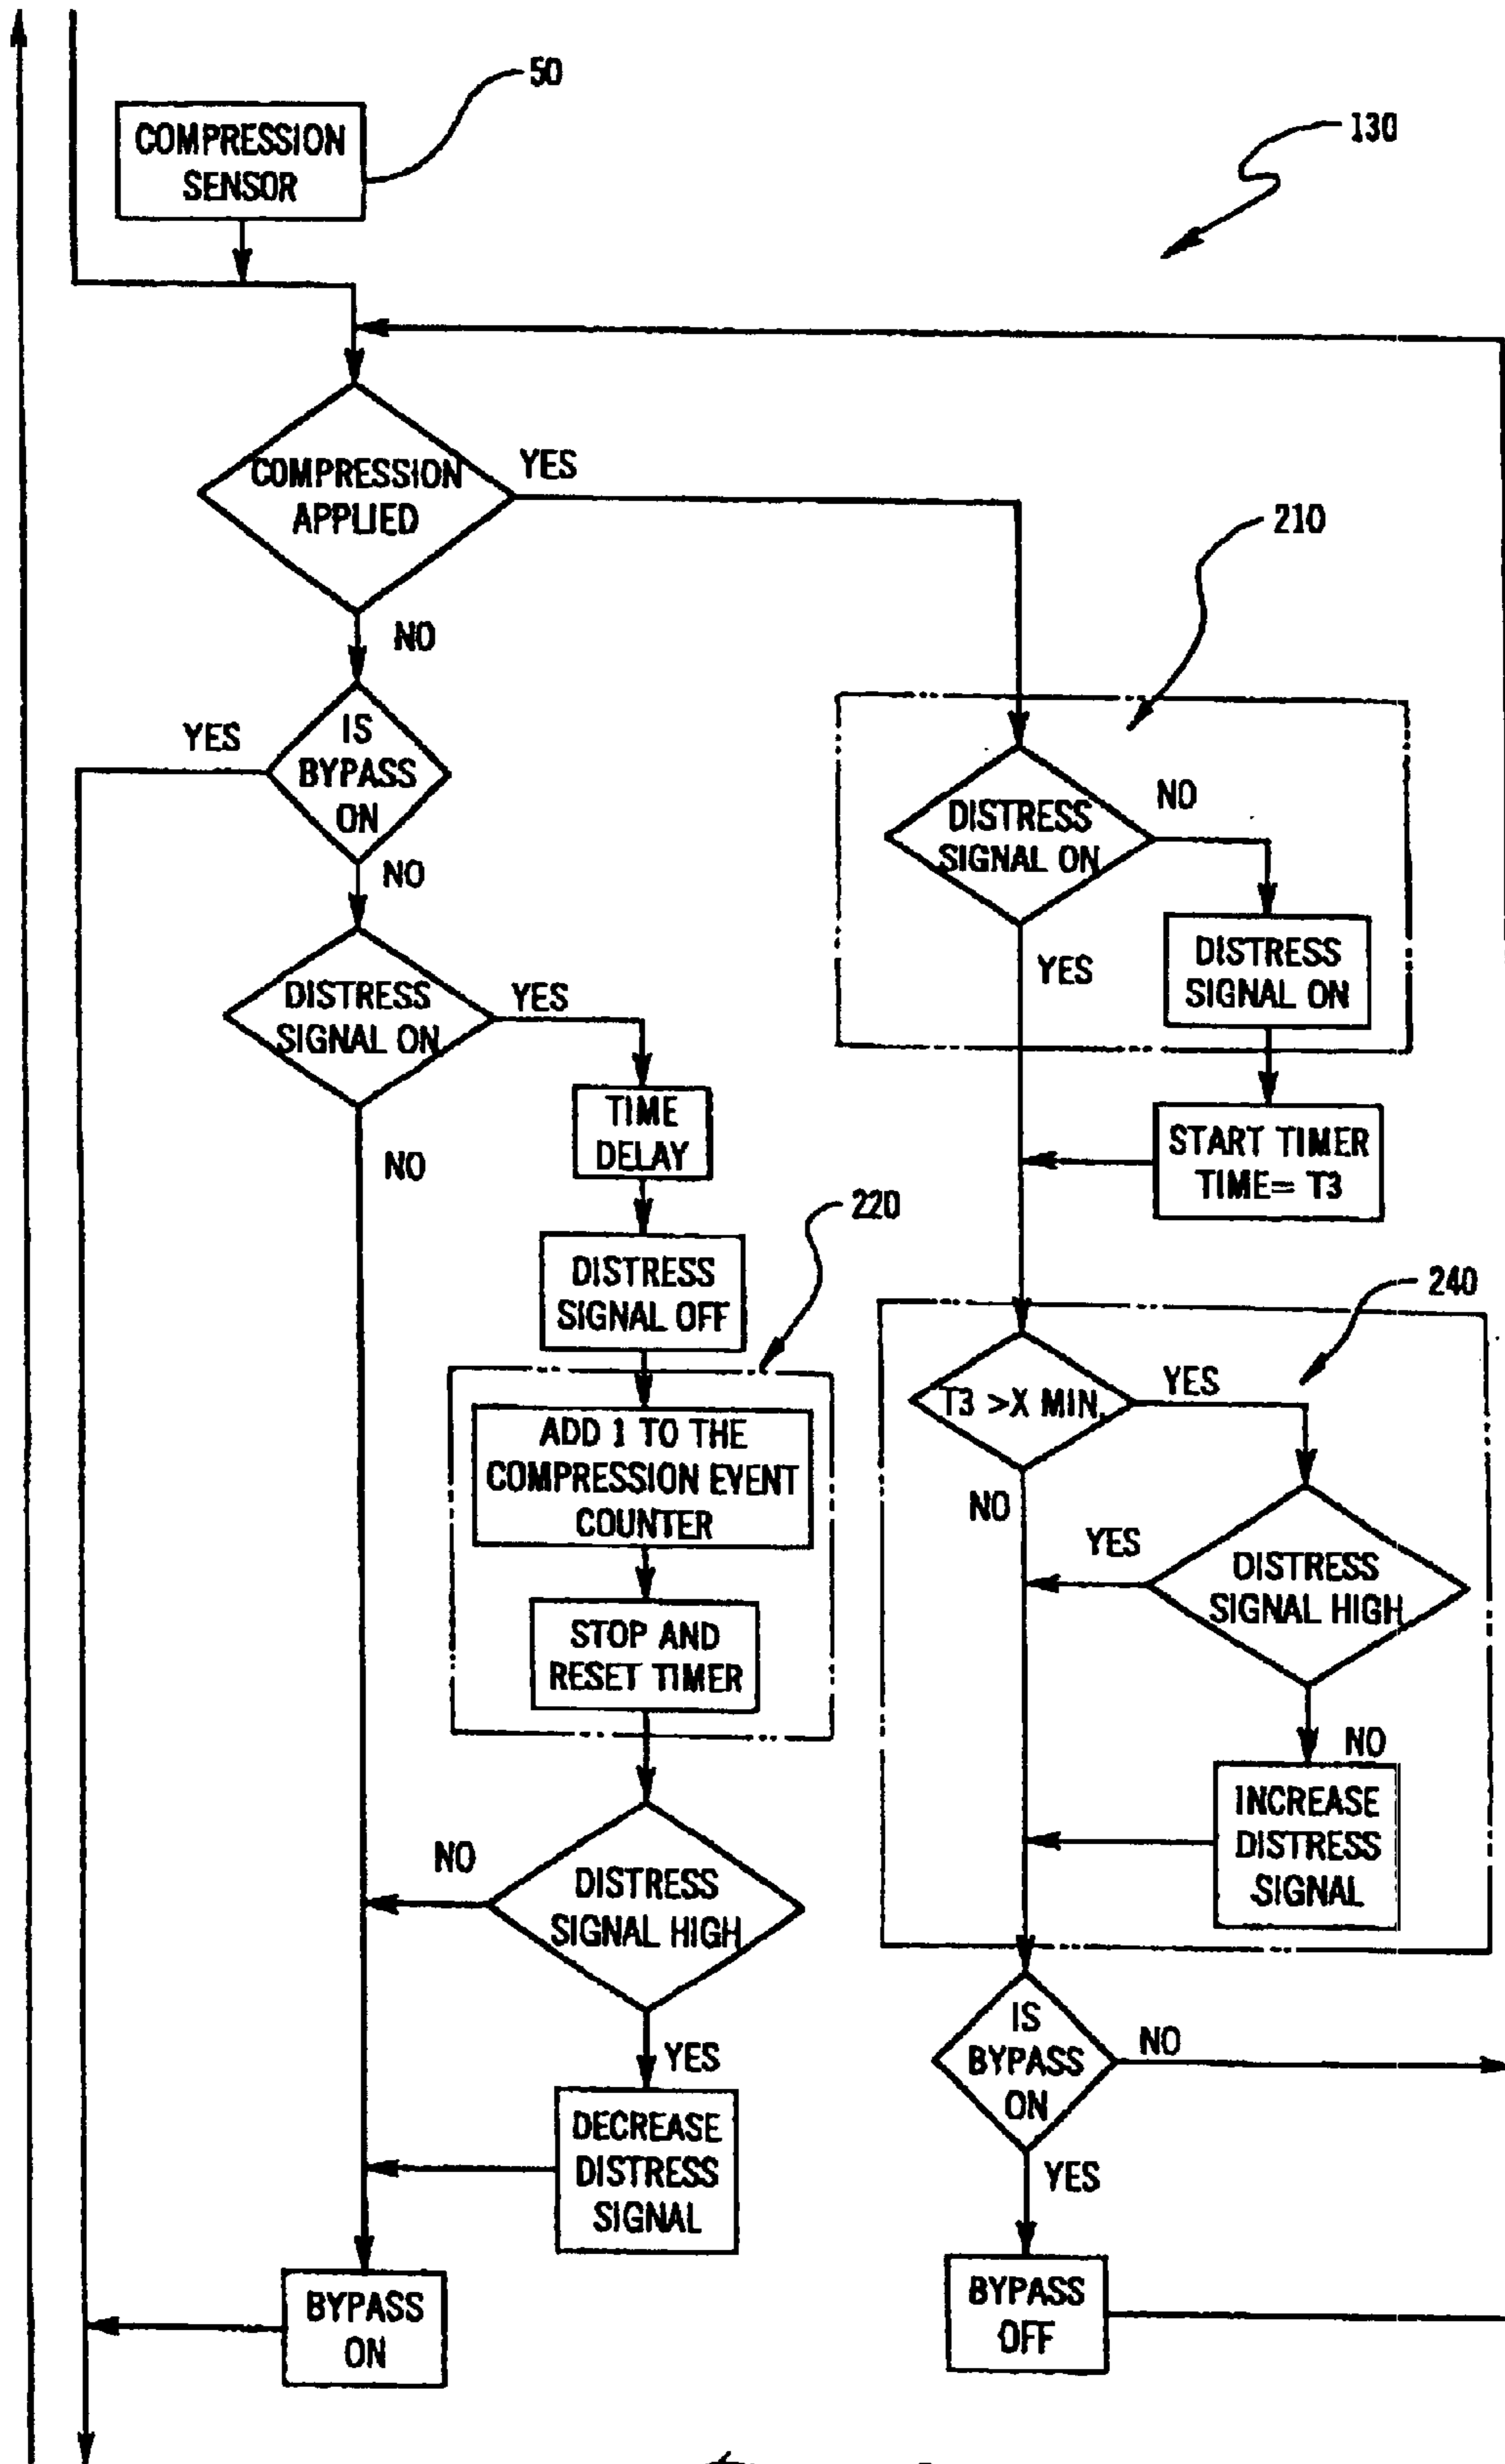 50
COMPRESSION
SENSOR
130
COMPRESSION
APPLIED
YES
NO
210
IS
BYPASS
ON
YES
NO
DISTRESS
SIGNAL ON
NO
YES
DISTRESS
SIGNAL ON
DISTRESS
SIGNAL ON
YES
NO
TIME
DELAY
START TIMER
TIME= T3
220
DISTRESS
SIGNAL OFF
240
T3 >X MIN.
YES
NO
ADD 1 TO THE
COMPRESSION EVENT
COUNTER
YES
DISTRESS
SIGNAL HIGH
STOP AND
RESET TIMER
NO
INCREASE
DISTRESS
SIGNAL
NO
DISTRESS
SIGNAL HIGH
YES
IS
BYPASS
ON
NO
YES
DECREASE
DISTRESS
SIGNAL
BYPASS
ON
BYPASS
OFF